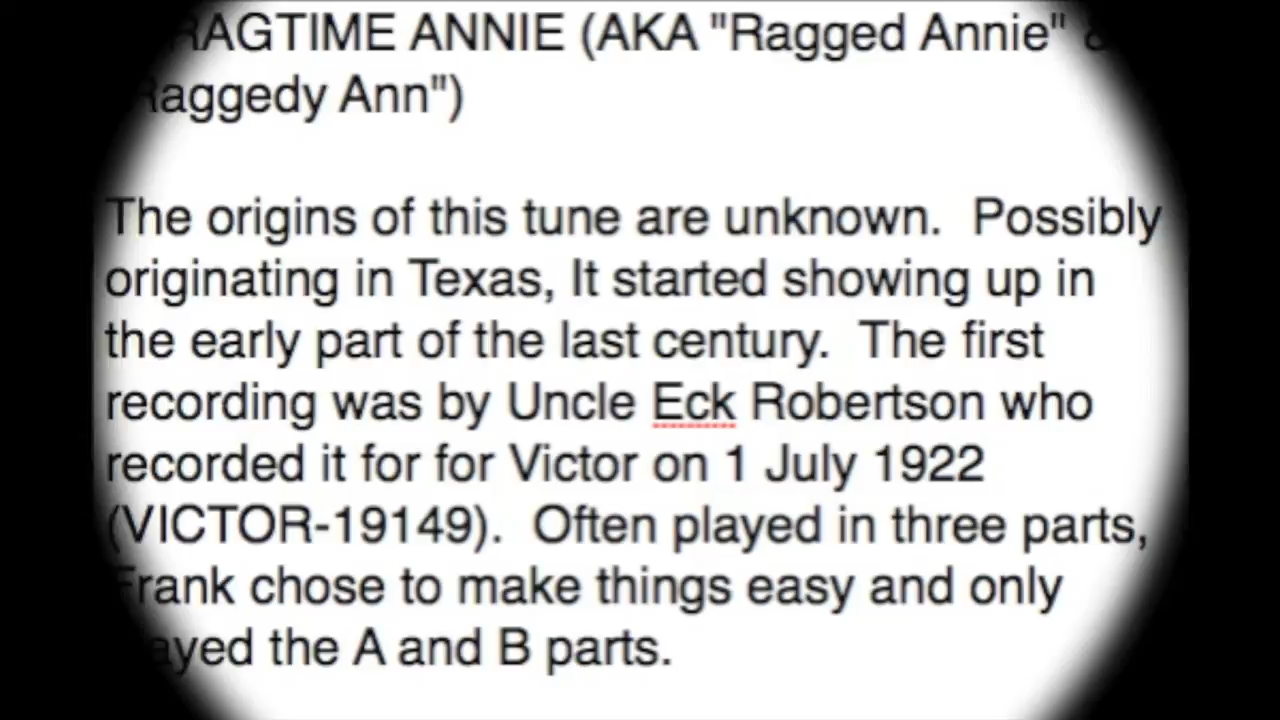 RAGTIME ANNIE (AKA "Ragged Annie" &
Raggedy Ann")
The origins of this tune are unknown.  Possibly
originating in Texas, It started showing up in
the early part of the last century.  The first
recording was by Uncle Eck Robertson who
recorded it for for Victor on 1 July 1922
(VICTOR-19149).  Often played in three parts,
Frank chose to make things easy and only
played the A and B parts.